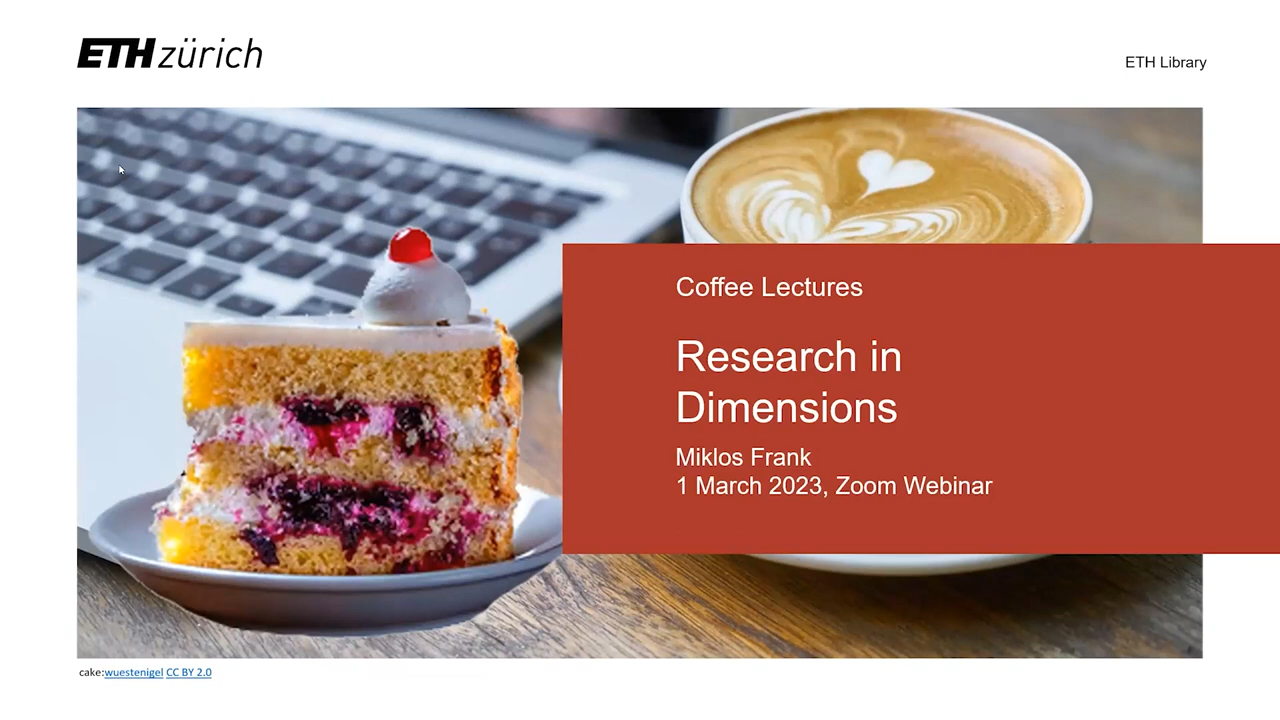 ETH zürich
ETH Library
Coffee Lectures
Research in
Dimensions
Miklos Frank
1 March 2023, Zoom Webinar
cake:wuestenigel CC BY 2.0